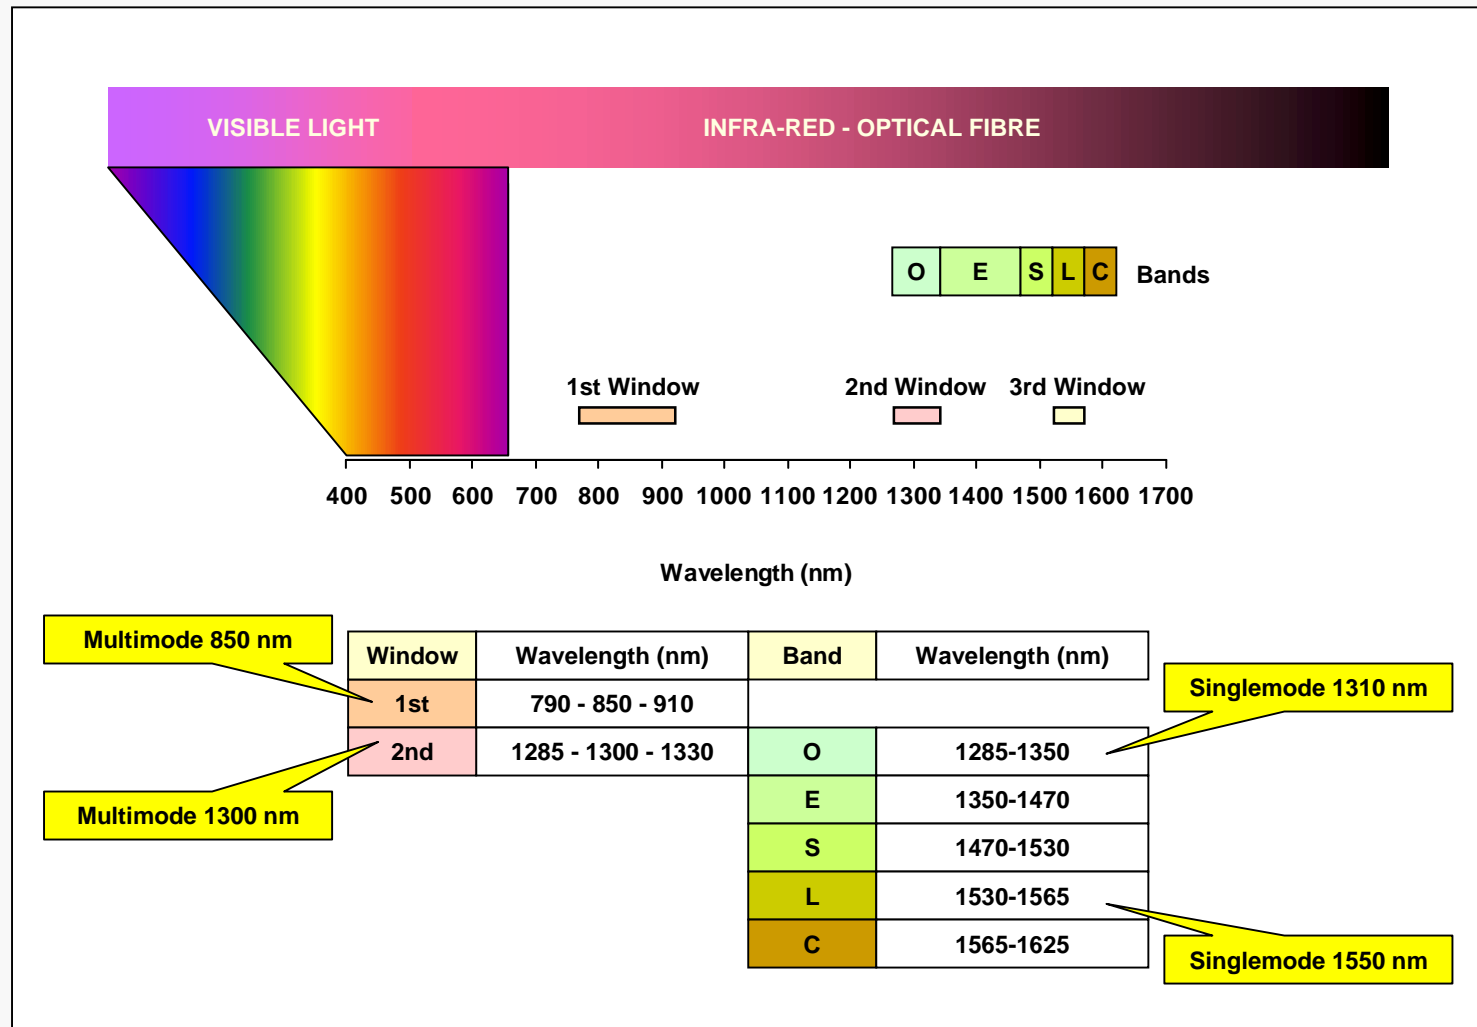 VISIBLE LIGHT INFRA-RED - OPTICAL FIBRE
O E S L C Bands
1st Window 2nd Window 3rd Window
400 500 600 700 800 900 1000 1100 1200 1300 1400 1500 1600 1700
Wavelength (nm)
Multimode 850 nm
Window Wavelength (nm) Band Wavelength (nm)
Singlemode 1310 nm
1st 790 - 850 - 910
2nd 1285 - 1300 - 1330 O 1285-1350
Multimode 1300 nm
E 1350-1470
S 1470-1530
L 1530-1565
C 1565-1625
Singlemode 1550 nm